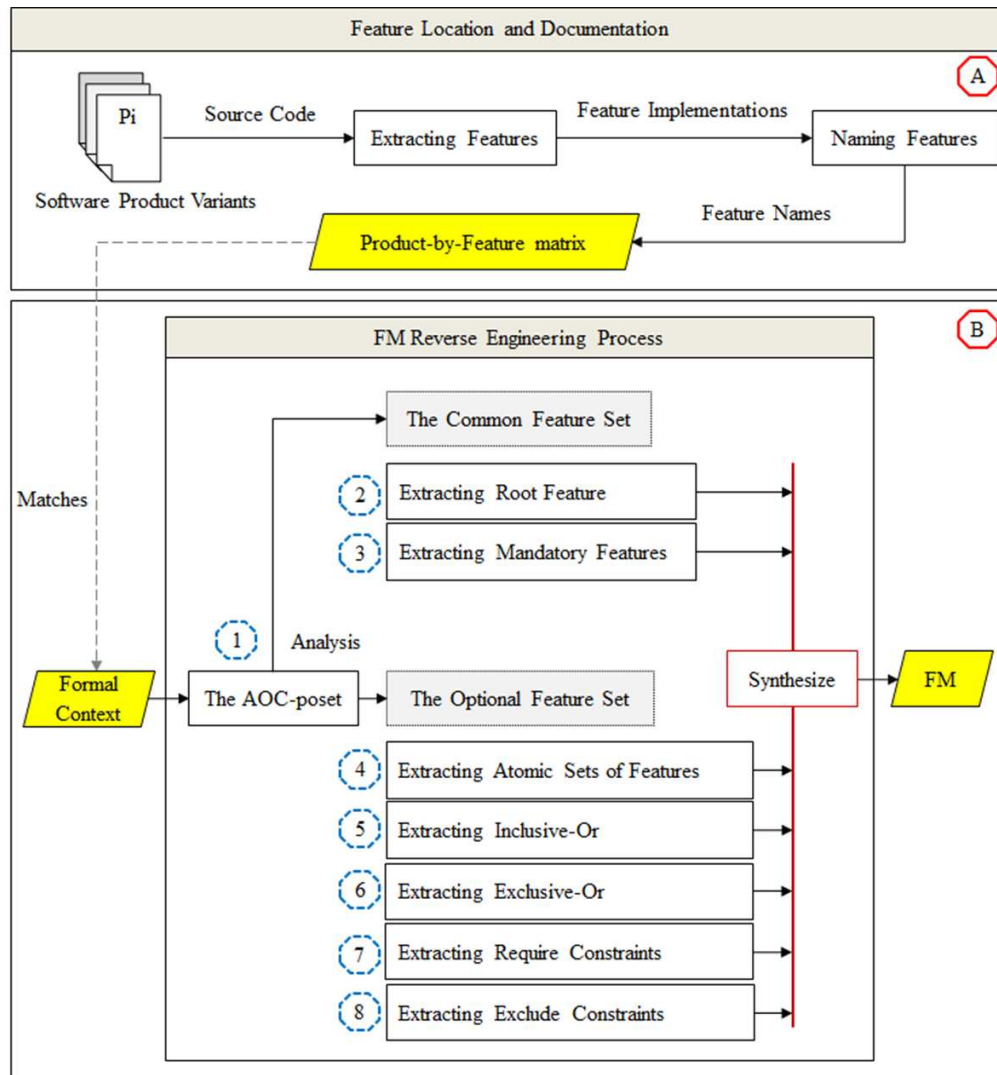 Feature Location and Documentation
A
Pi
Source Code
Extracting Features
Feature Implementations
Naming Features
Software Product Variants
Feature Names
Product-by-Feature matrix
B
FM Reverse Engineering Process
The Common Feature Set
2
Extracting Root Feature
Matches
3
Extracting Mandatory Features
1
Analysis
Formal
Context
The AOC-poset
The Optional Feature Set
Synthesize
FM
4
Extracting Atomic Sets of Features
5
Extracting Inclusive-Or
6
Extracting Exclusive-Or
7
Extracting Require Constraints
8
Extracting Exclude Constraints